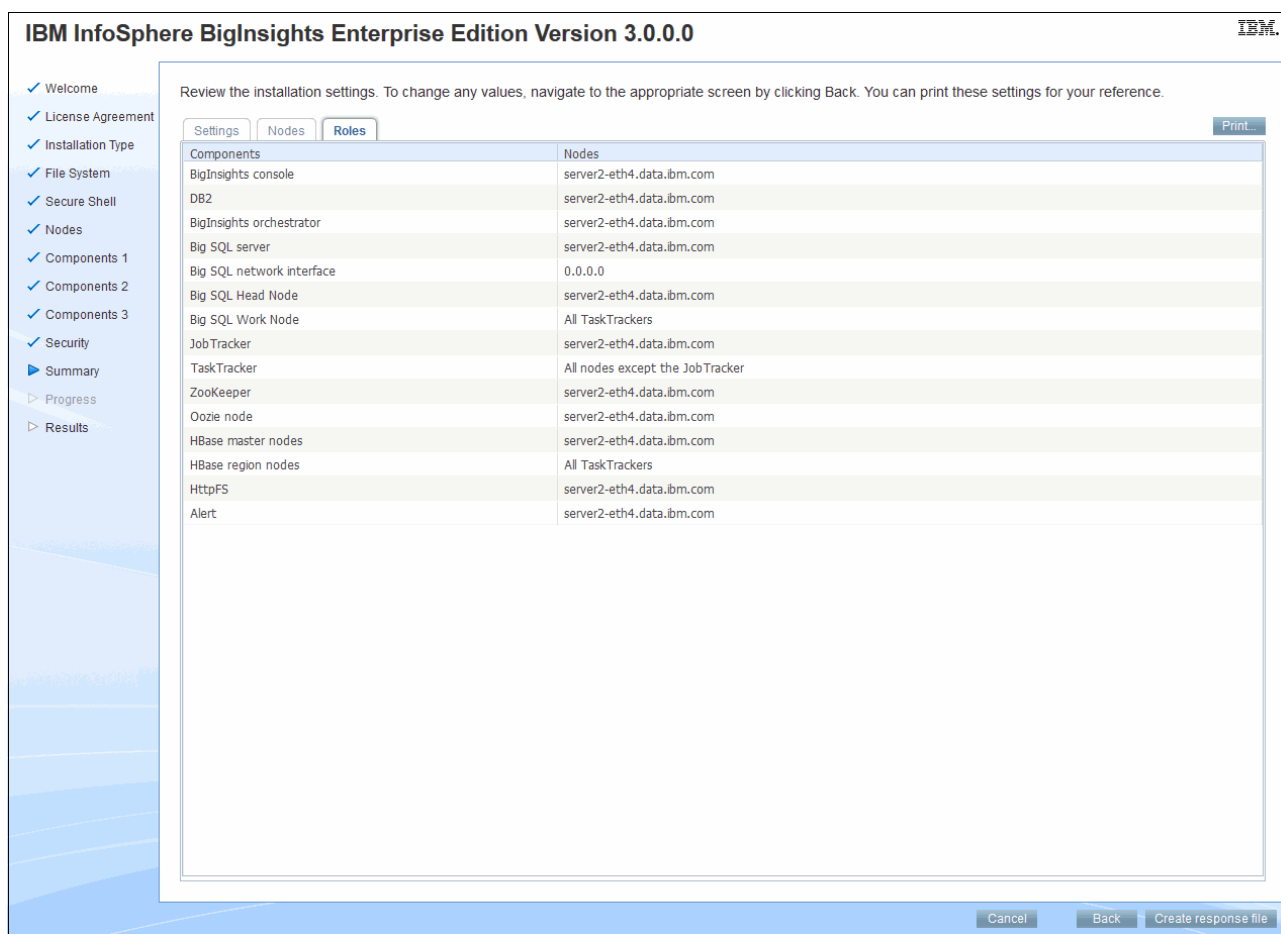 IBM InfoSphere BigInsights Enterprise Edition Version 3.0.0.0
IBM.
Welcome
License Agreement
Installation Type
File System
Secure Shell
Nodes
Components 1
Components 2
Components 3
Security
Summary
Progress
Results
Review the installation settings. To change any values, navigate to the appropriate screen by clicking Back. You can print these settings for your reference.
Settings Nodes Roles Print...
Components Nodes
BigInsights console server2-eth4.data.ibm.com
DB2 server2-eth4.data.ibm.com
BigInsights orchestrator server2-eth4.data.ibm.com
Big SQL server server2-eth4.data.ibm.com
Big SQL network interface 0.0.0.0
Big SQL Head Node server2-eth4.data.ibm.com
Big SQL Work Node All TaskTrackers
JobTracker server2-eth4.data.ibm.com
TaskTracker All nodes except the JobTracker
ZooKeeper server2-eth4.data.ibm.com
Oozie node server2-eth4.data.ibm.com
HBase master nodes server2-eth4.data.ibm.com
HBase region nodes All TaskTrackers
HttpFS server2-eth4.data.ibm.com
Alert server2-eth4.data.ibm.com
Cancel Back Create response file